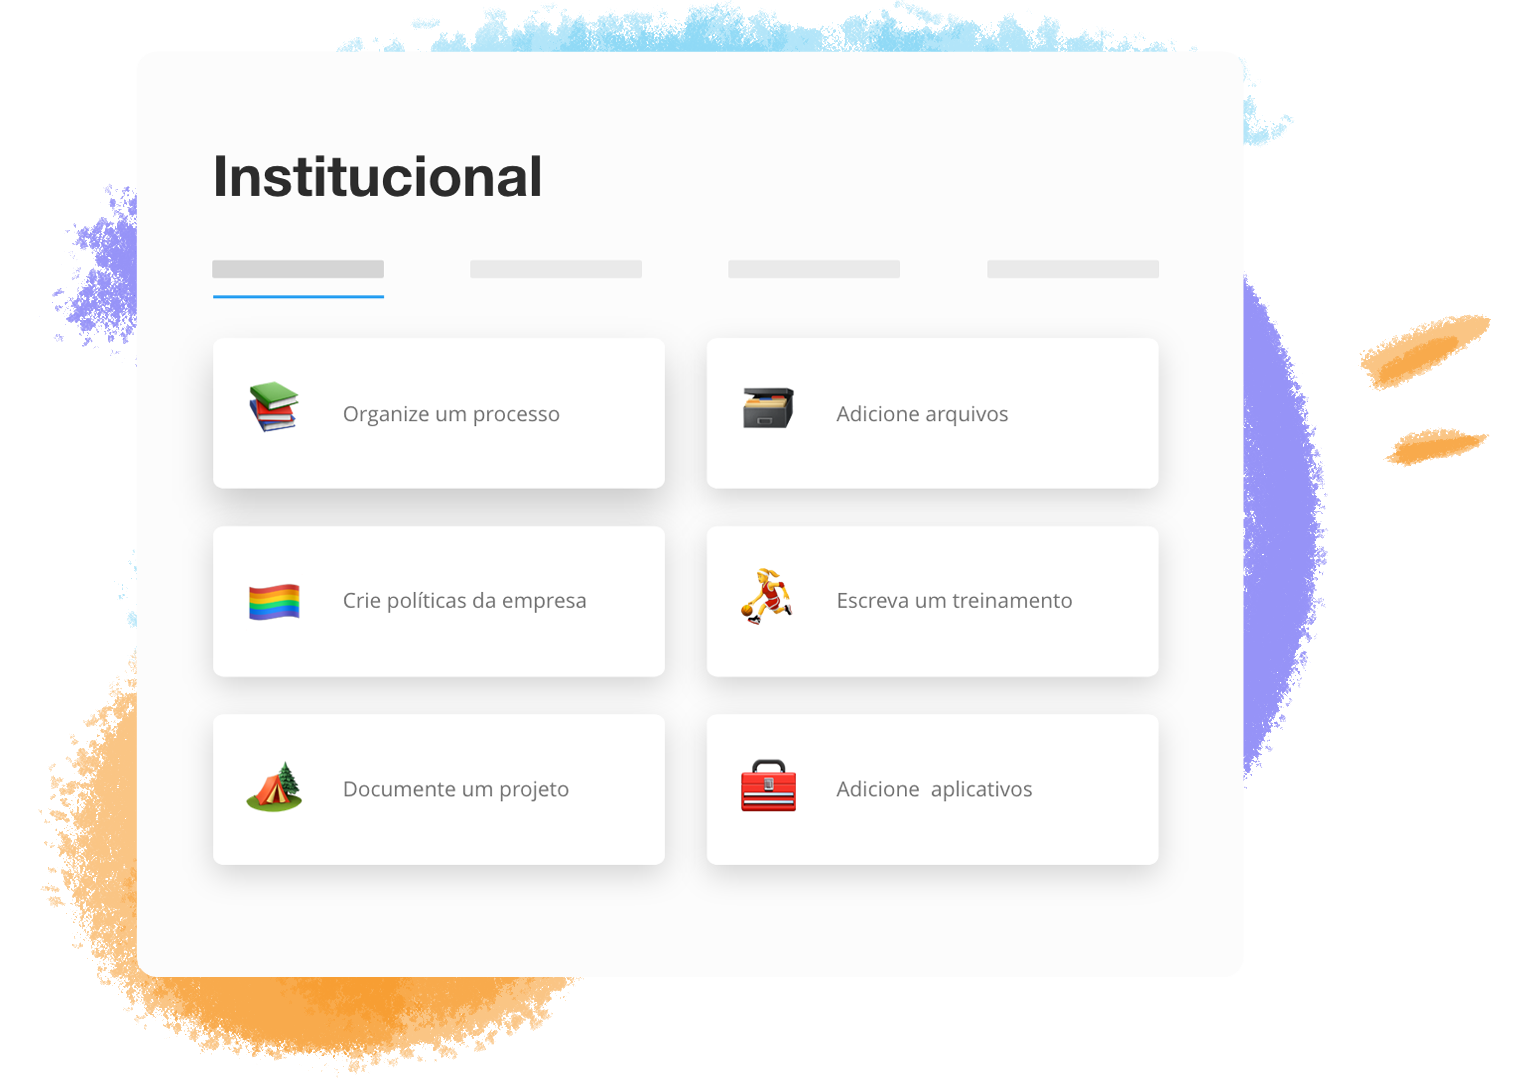 Institucional
Organize um processo
Adicione arquivos
Crie políticas da empresa
Escreva um treinamento
Documente um projeto
Adicione  aplicativos